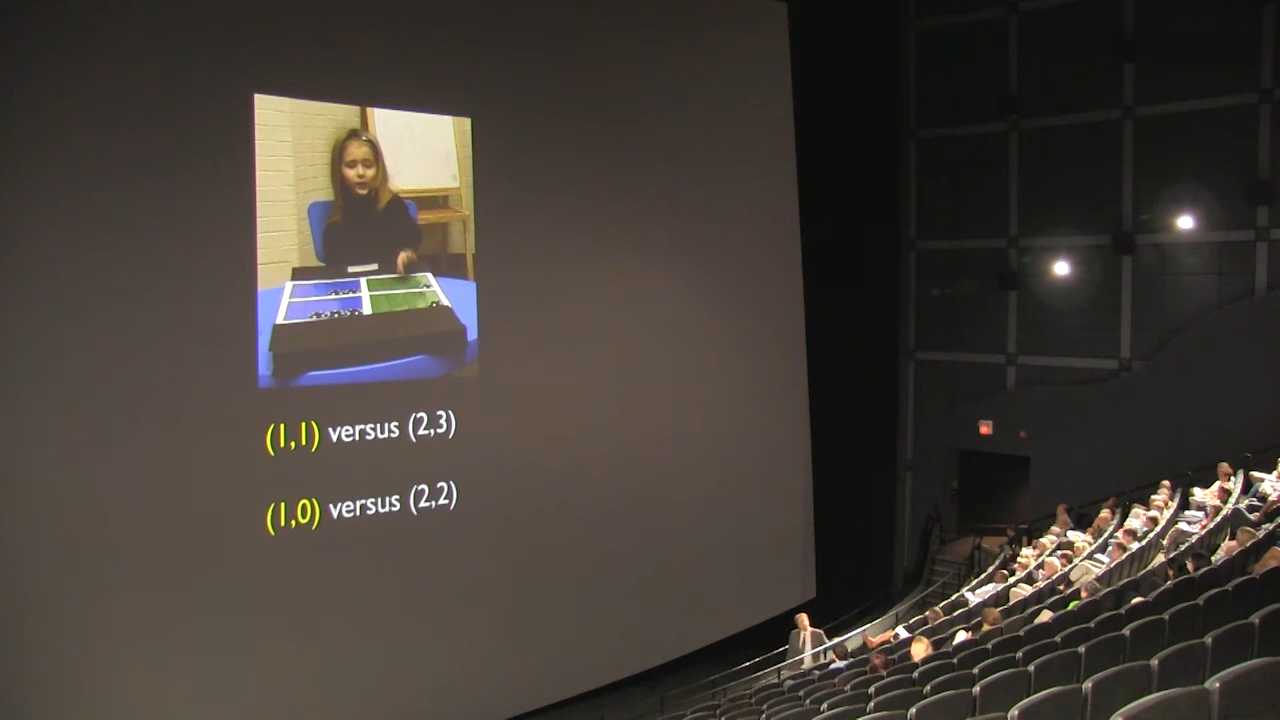 (1,1) versus (2,3)
(1,0) versus (2,2)